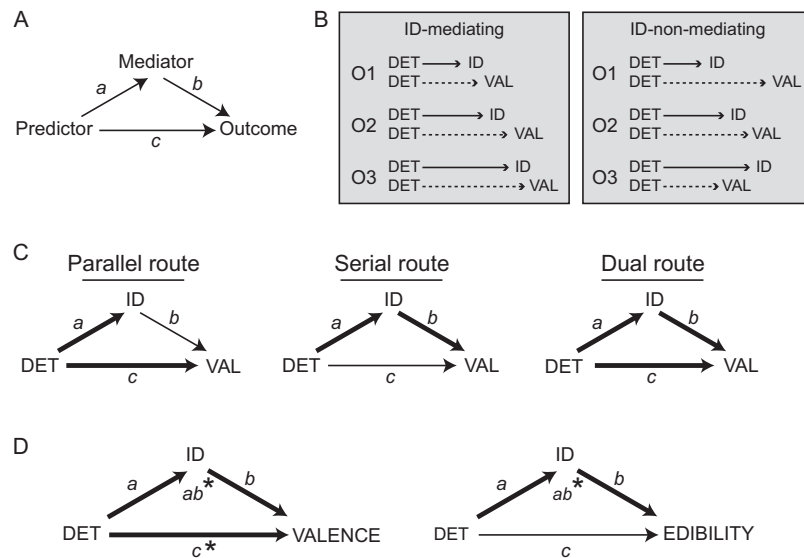 A
Mediator
a
b
Predictor
Outcome
c
B
ID-mediating
O1
DET ID
DET VAL
O2
DET ID
DET VAL
O3
DET ID
DET VAL
ID-non-mediating
O1
DET ID
DET VAL
O2
DET ID
DET VAL
O3
DET ID
DET VAL
C
Parallel route
ID
a
b
DET
VAL
c
Serial route
ID
a
b
DET
VAL
c
Dual route
ID
a
b
DET
VAL
c
D
ID
a
ab*
b
DET
VALENCE
c*
ID
a
ab*
b
DET
EDIBILITY
c